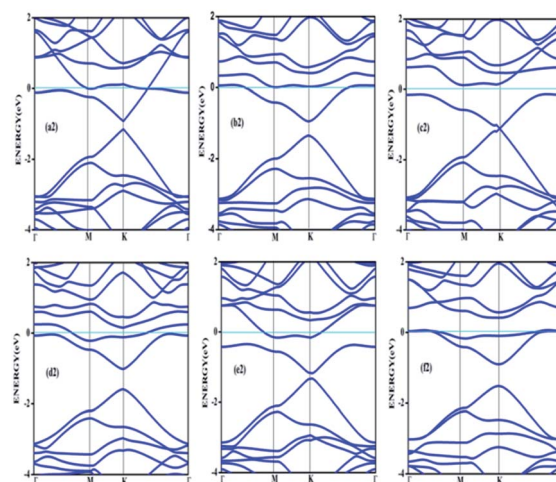 2 2 2
ENERGY(eV) 0 ENERGY(eV) 0 ENERGY(eV) 0
(a2) (b2) (c2)
-2 -2 -2
-4 -4 -4
Γ M K Γ Γ M K Γ Γ M K Γ
2 2 2
ENERGY(eV) 0 ENERGY(eV) 0 ENERGY(eV) 0
(d2) (e2) (f2)
-2 -2 -2
-4 -4 -4
Γ M K Γ Γ M K Γ Γ M K Γ